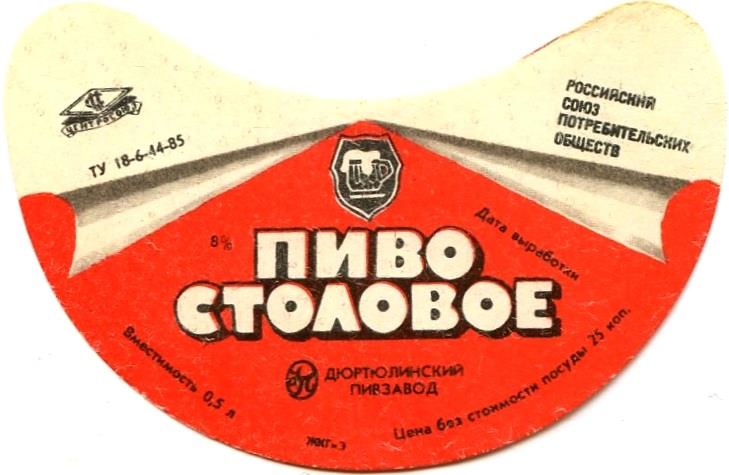 ЦЕНТРОСОЮЗ
ТУ 18-6-44-85
РОССИЙСКИЙ
СОЮЗ
ПОТРЕБИТЕЛЬСКИХ
ОБЩЕСТВ
8%
Дата выработки
ПИВО
СТОЛОВОЕ
ДЮРТЮЛИНСКИЙ
ПИВЗАВОД
Вместимость 0,5 л
Цена без стоимости посуды 25 коп.